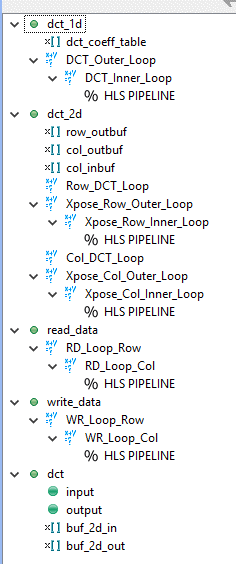 dct_1d
dct_coeff_table
DCT_Outer_Loop
DCT_Inner_Loop
% HLS PIPELINE
dct_2d
row_outbuf
col_outbuf
col_inbuf
Row_DCT_Loop
Xpose_Row_Outer_Loop
Xpose_Row_Inner_Loop
% HLS PIPELINE
Col_DCT_Loop
Xpose_Col_Outer_Loop
Xpose_Col_Inner_Loop
% HLS PIPELINE
read_data
RD_Loop_Row
RD_Loop_Col
% HLS PIPELINE
write_data
WR_Loop_Row
WR_Loop_Col
% HLS PIPELINE
dct
input
output
buf_2d_in
buf_2d_out